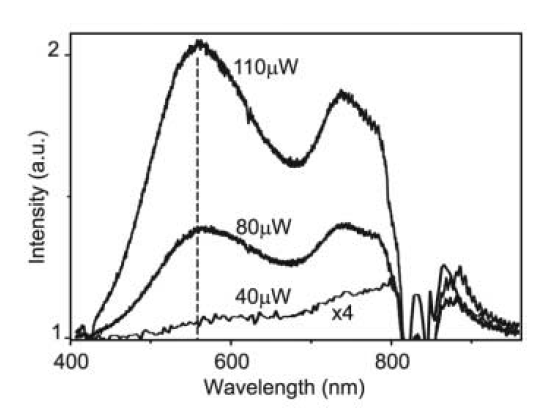 2
110μW
Intensity (a.u.)
80μW
40μW
x4
1
400
600
800
Wavelength (nm)